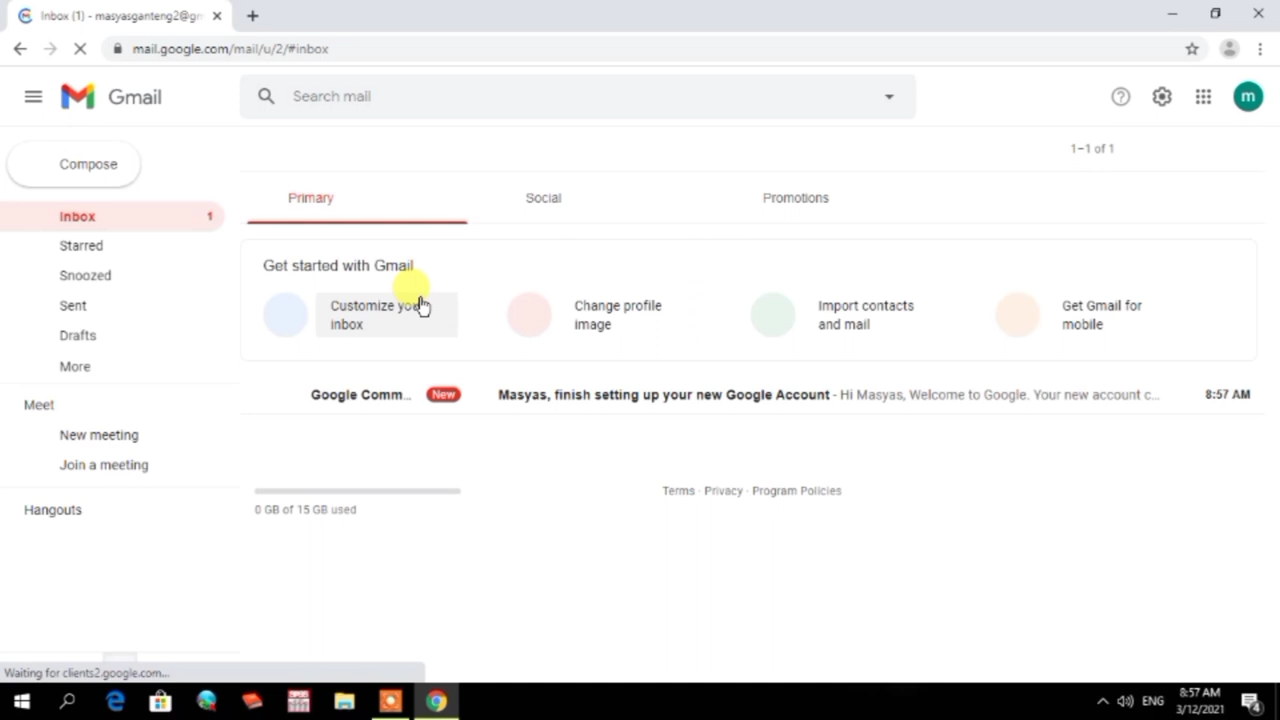 Inbox (1) - masyasganteng2@gm
mail.google.com/mail/u/2/#inbox
Gmail
Search mail
m
1–1 of 1
Compose
Primary
Social
Promotions
Inbox 1
Starred
Snoozed
Sent
Drafts
More
Get started with Gmail
Customize your
inbox
Change profile
image
Import contacts
and mail
Get Gmail for
mobile
Google Comm... New Masyas, finish setting up your new Google Account - Hi Masyas, Welcome to Google. Your new account c... 8:57 AM
Meet
New meeting
Join a meeting
Hangouts
Terms · Privacy · Program Policies
0 GB of 15 GB used
Waiting for clients2.google.com...
ENG
8:57 AM
3/12/2021
4